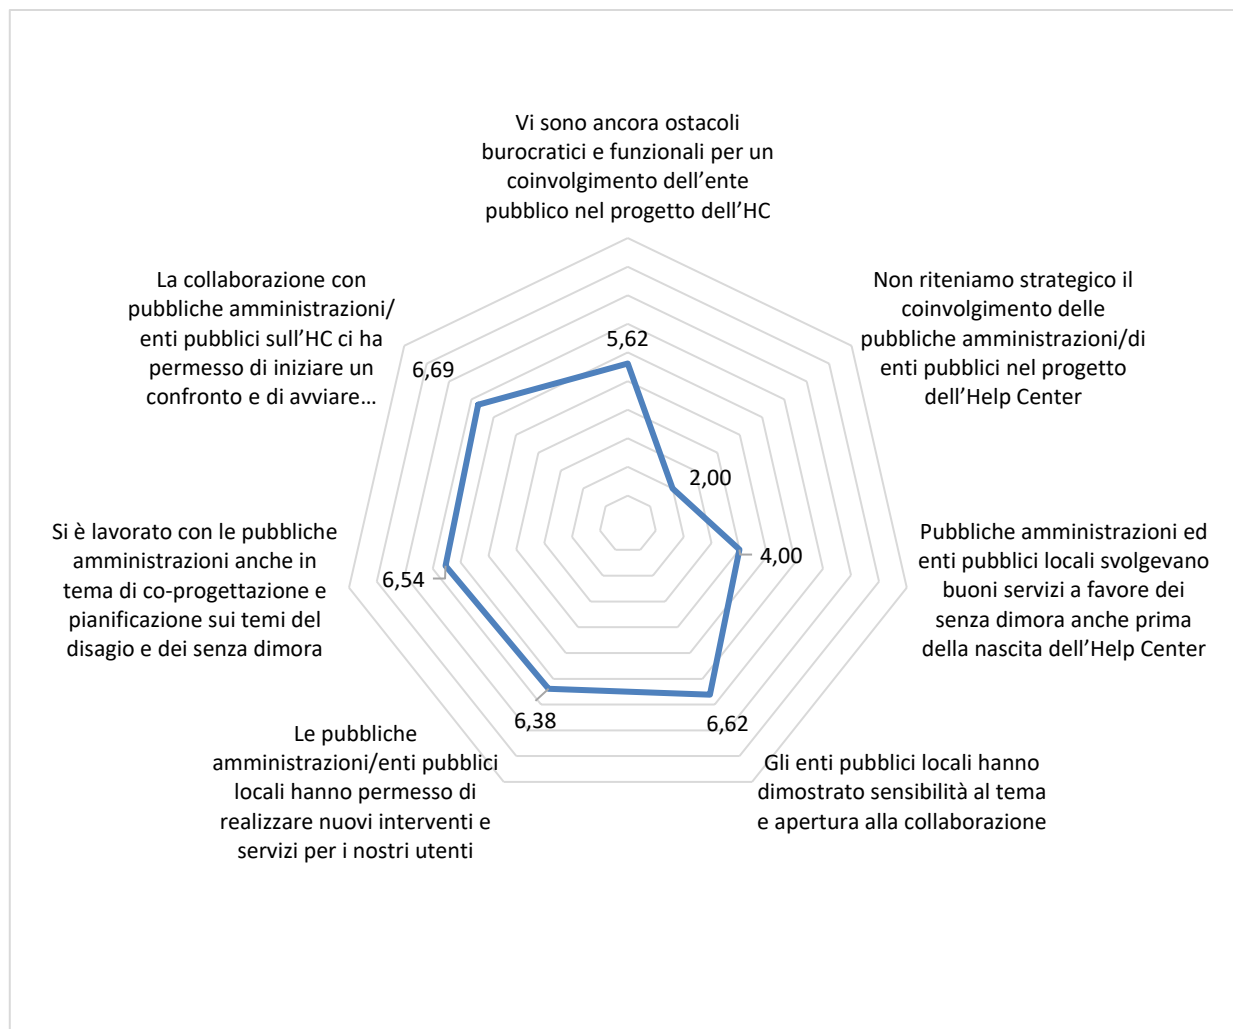 Vi sono ancora ostacoli
burocratici e funzionali per un
coinvolgimento dell’ente
pubblico nel progetto dell’HC
Non riteniamo strategico il
coinvolgimento delle
pubbliche amministrazioni/di
enti pubblici nel progetto
dell’Help Center
Pubbliche amministrazioni ed
enti pubblici locali svolgevano
buoni servizi a favore dei
senza dimora anche prima
della nascita dell’Help Center
Gli enti pubblici locali hanno
dimostrato sensibilità al tema
e apertura alla collaborazione
Le pubbliche
amministrazioni/enti pubblici
locali hanno permesso di
realizzare nuovi interventi e
servizi per i nostri utenti
Si è lavorato con le pubbliche
amministrazioni anche in
tema di co-progettazione e
pianificazione sui temi del
disagio e dei senza dimora
La collaborazione con
pubbliche amministrazioni/
enti pubblici sull’HC ci ha
permesso di iniziare un
confronto e di avviare…
5,62
2,00
4,00
6,62
6,38
6,54
6,69